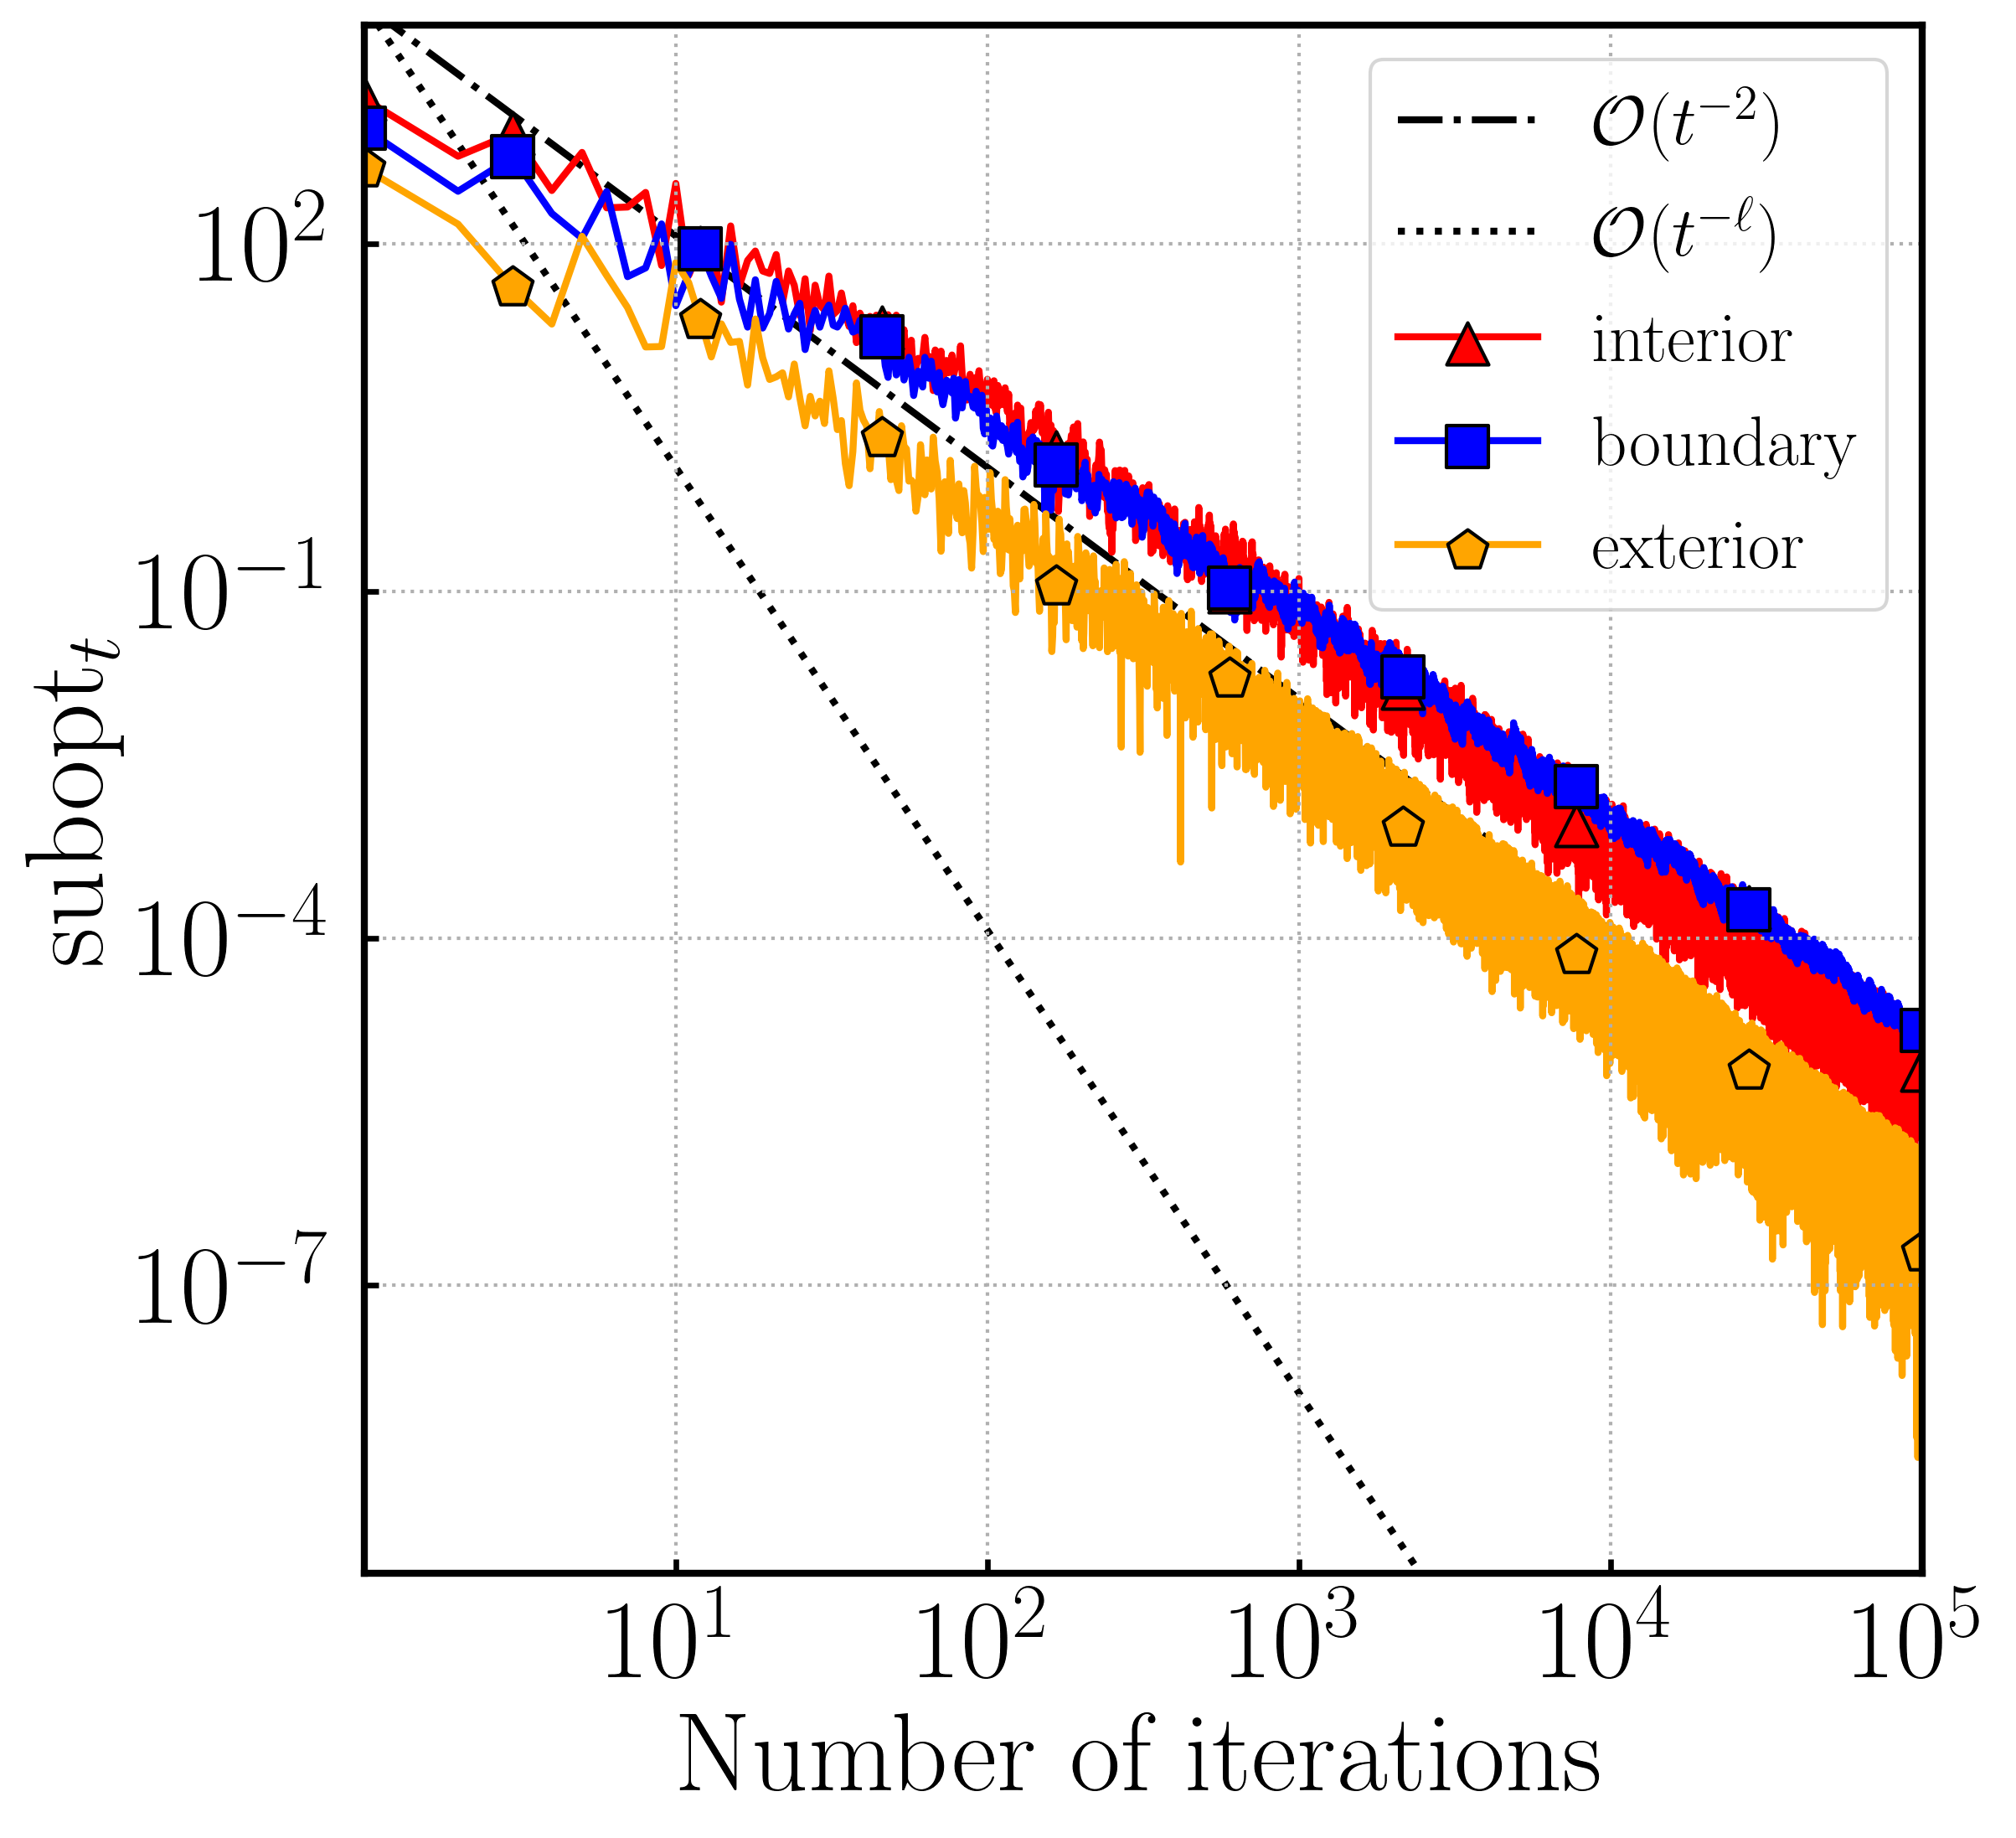 𝒪(t⁻²)
𝒪(t^{−ℓ})
interior
boundary
exterior
10²
10⁻¹
10⁻⁴
10⁻⁷
subopt_t
10¹ 10² 10³ 10⁴ 10⁵
Number of iterations